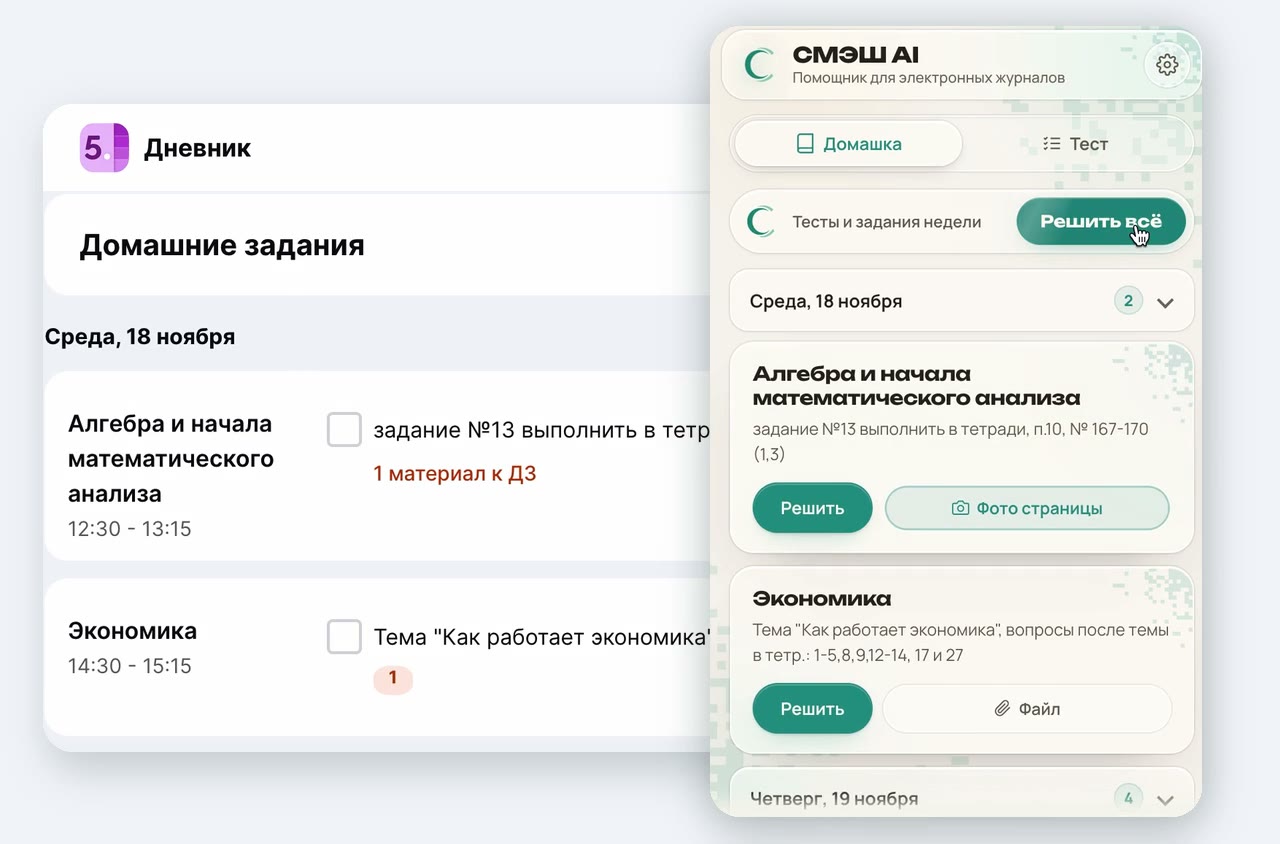 5.
Дневник
Домашние задания
Среда, 18 ноября
Алгебра и начала
математического
анализа
12:30 - 13:15
задание №13 выполнить в тетр
1 материал к ДЗ
Экономика
14:30 - 15:15
Тема "Как работает экономика"
1
СМЭШ AI
Помощник для электронных журналов
Домашка
Тест
Тесты и задания недели
Решить всё
Среда, 18 ноября
2
Алгебра и начала
математического анализа
задание №13 выполнить в тетради, п.10, № 167-170
(1,3)
Решить
Фото страницы
Экономика
Тема "Как работает экономика", вопросы после темы
в тетр.: 1-5,8,9,12-14, 17 и 27
Решить
Файл
Четверг, 19 ноября
4